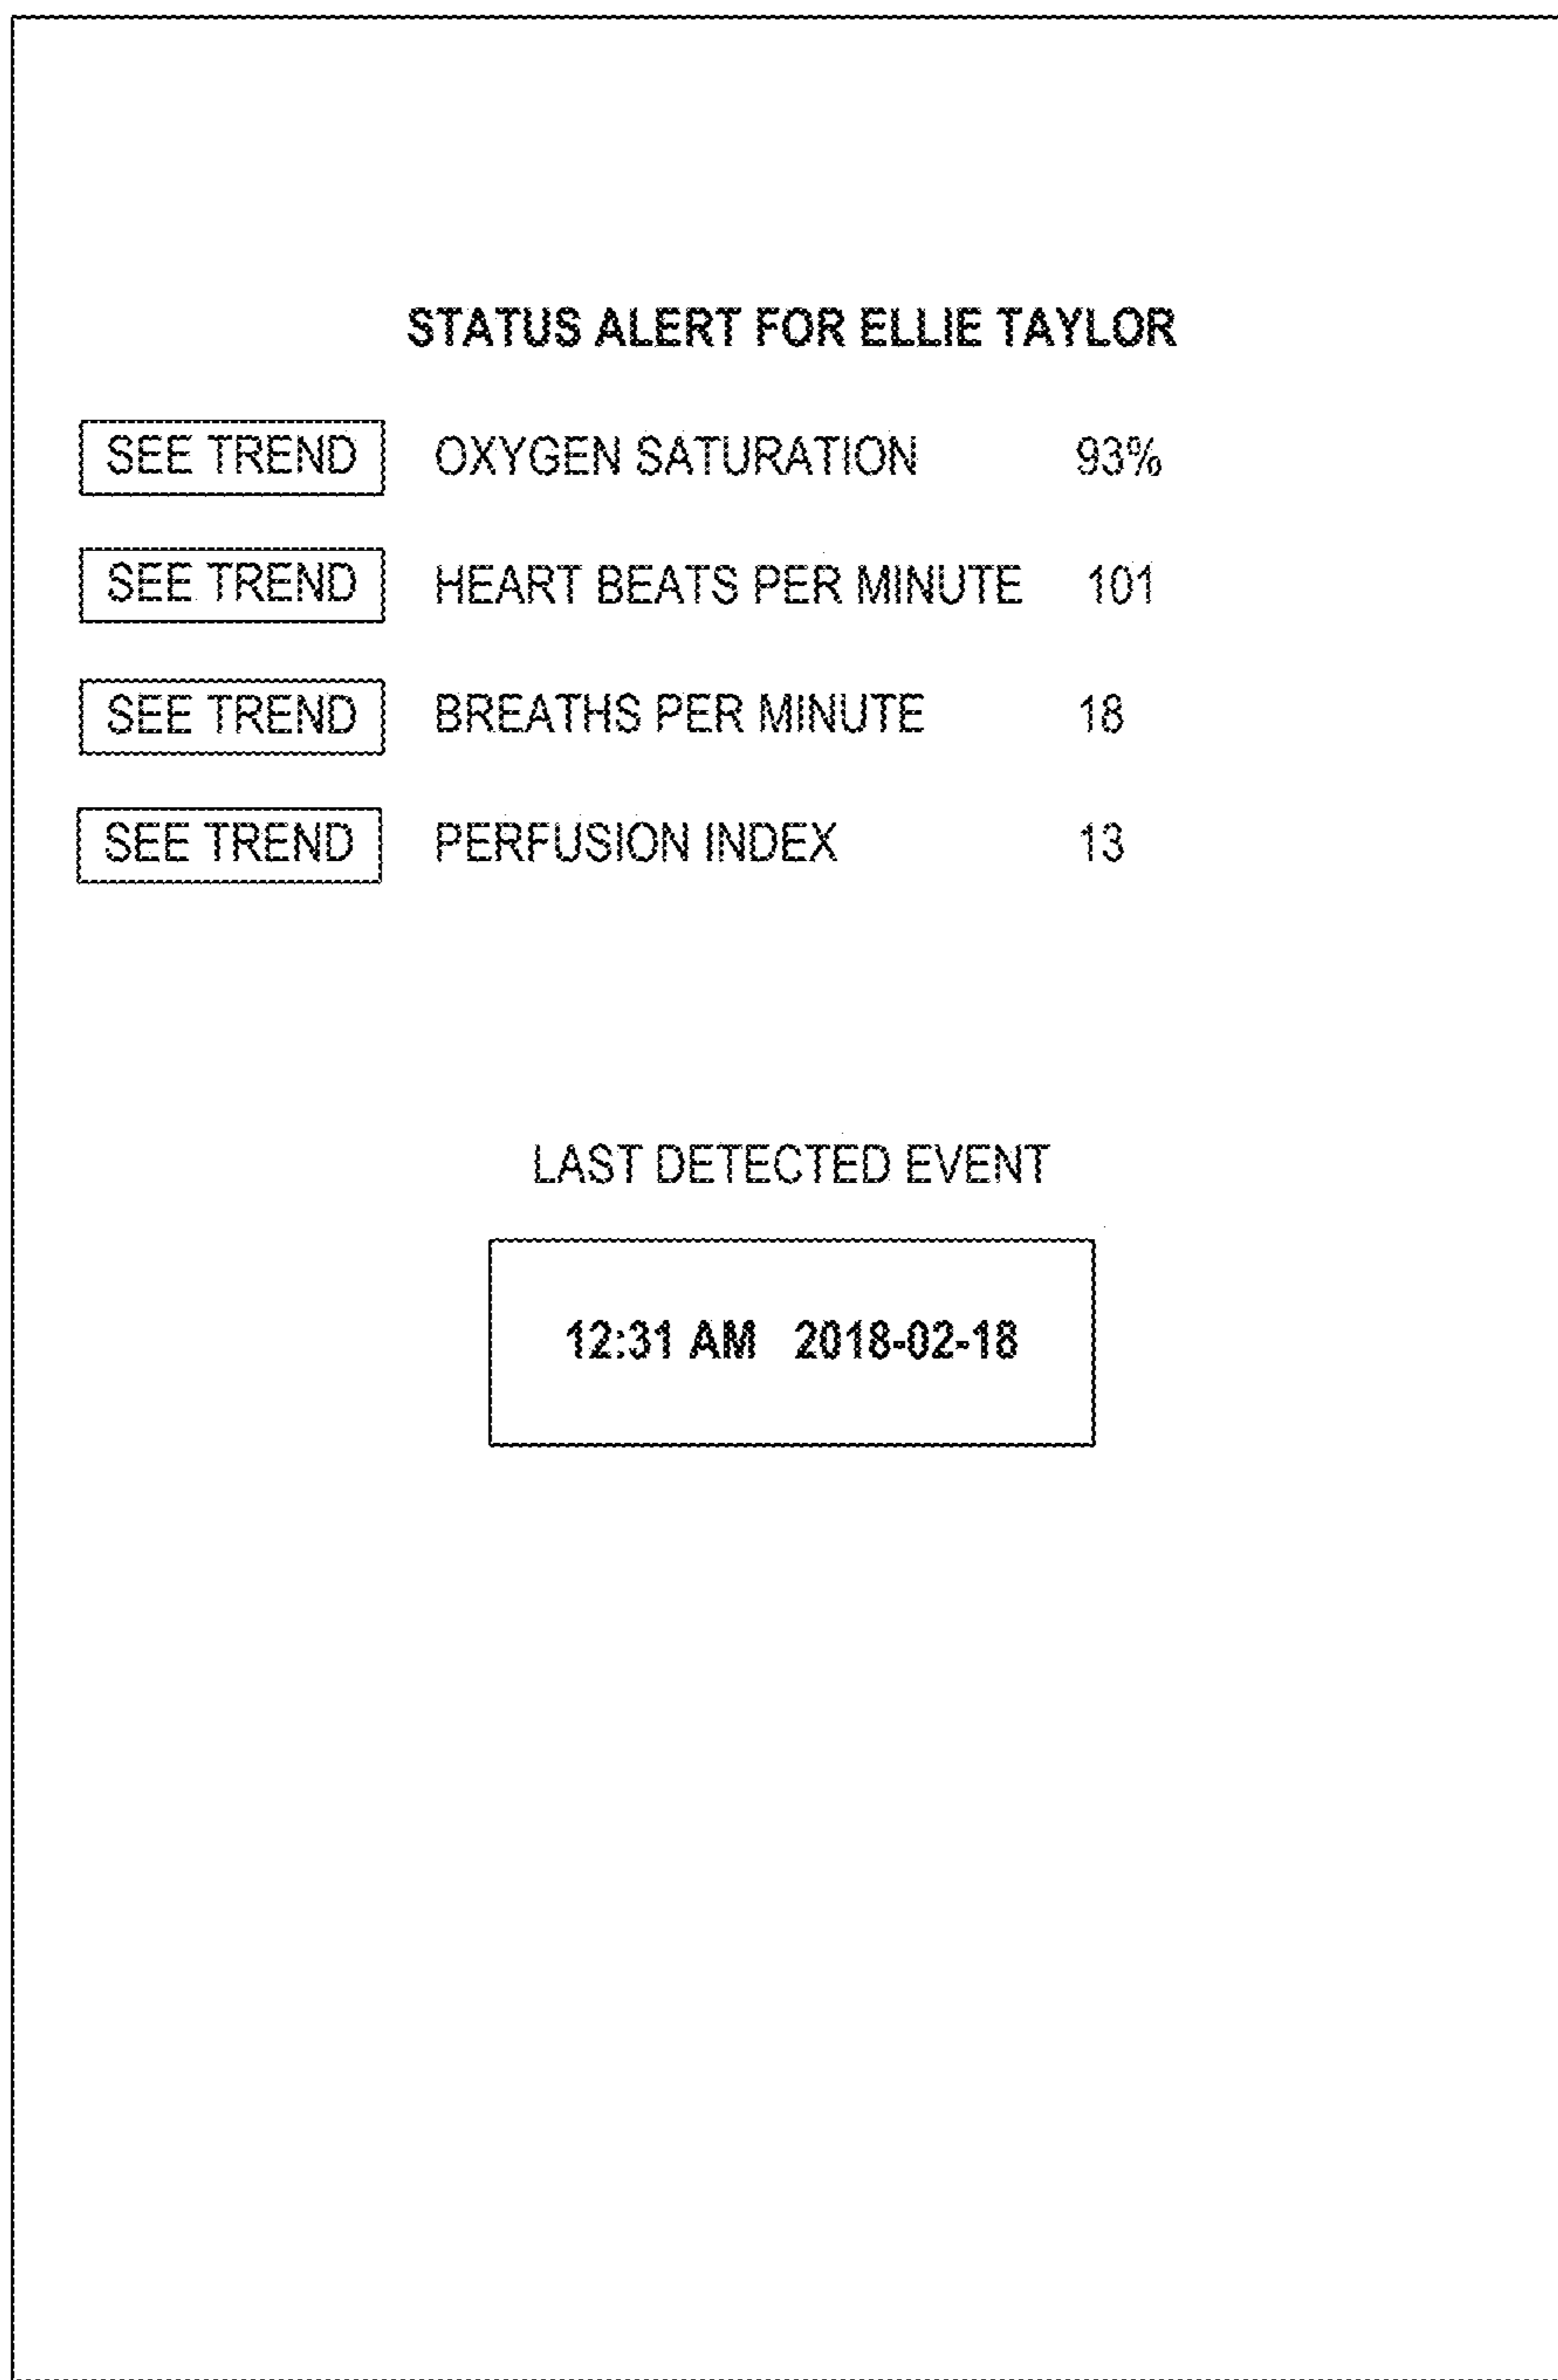 STATUS ALERT FOR ELLIE TAYLOR
SEE TREND OXYGEN SATURATION 93%
SEE TREND HEART BEATS PER MINUTE 101
SEE TREND BREATHS PER MINUTE 18
SEE TREND PERFUSION INDEX 13
LAST DETECTED EVENT
12:31 AM 2018-02-18